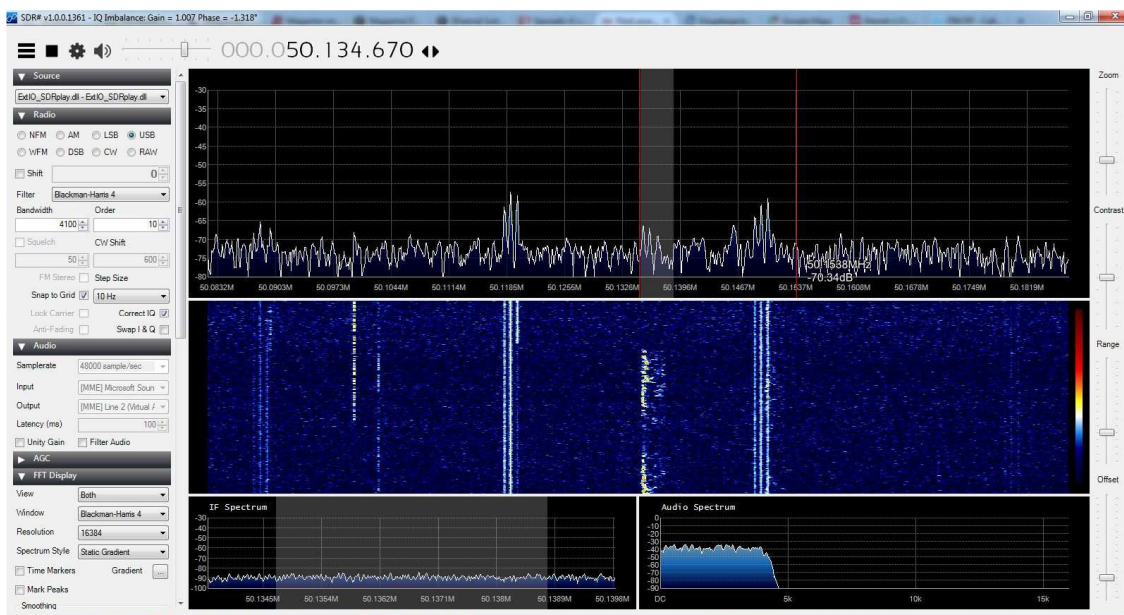 SDR# v1.0.0.1361 - IQ Imbalance: Gain = 1.007 Phase = -1.318°
000.050.134.670
Source
ExtIO_SDRplay.dll - ExtIO_SDRplay.dll
Radio
NFM AM LSB USB
WFM DSB CW RAW
Shift 0
Filter Blackman-Harris 4
Bandwidth Order
4100 10
Squelch CW Shift
50 600
FM Stereo Step Size
Snap to Grid 10 Hz
Lock Carrier Correct IQ
Anti-Fading Swap I & Q
Audio
Samplerate 48000 sample/sec
Input [MME] Microsoft Soun
Output [MME] Line 2 (Virtual A
Latency (ms) 100
Unity Gain Filter Audio
AGC
FFT Display
View Both
Window Blackman-Harris 4
Resolution 16384
Spectrum Style Static Gradient
Time Markers Gradient ...
Mark Peaks
Smoothing
-30
-35
-40
-45
-50
-55
-60
-65
-70
-75
-80
50.1538MHz
-70.34dB
50.0832M 50.0903M 50.0973M 50.1044M 50.1114M 50.1185M 50.1255M 50.1326M 50.1396M 50.1467M 50.1537M 50.1608M 50.1678M 50.1749M 50.1819M
IF Spectrum
-30
-40
-50
-60
-70
-80
-90
-100
50.1345M 50.1354M 50.1362M 50.1371M 50.138M 50.1389M 50.1398M
Audio Spectrum
0
-10
-20
-30
-40
-50
-60
-70
-80
-90
DC 5k 10k 15k
Zoom
Contrast
Range
Offset